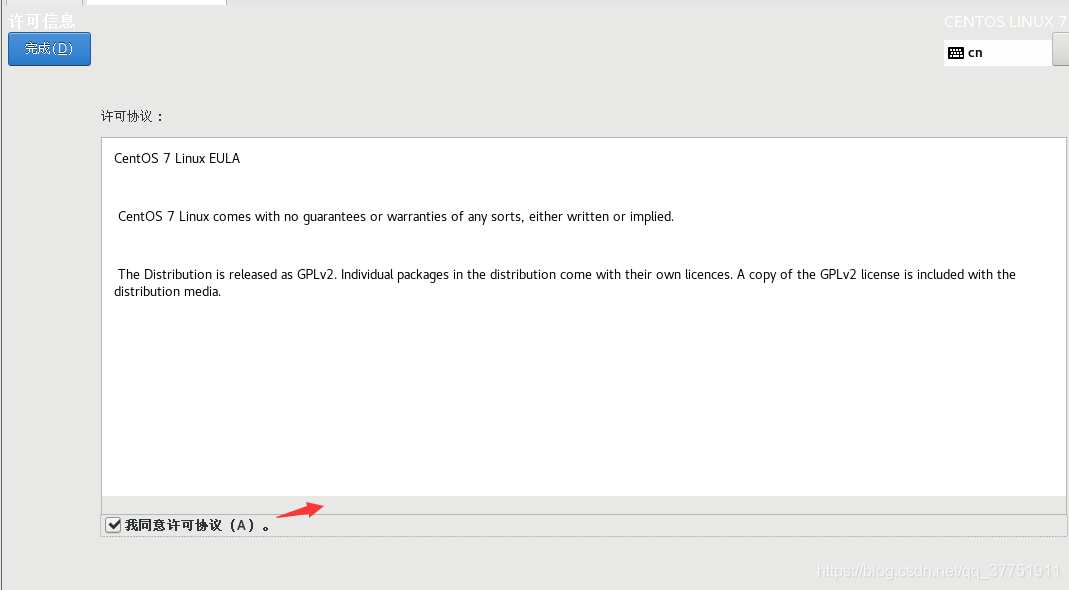 许可信息
CENTOS LINUX 7
完成(D)
cn
许可协议：
CentOS 7 Linux EULA
CentOS 7 Linux comes with no guarantees or warranties of any sorts, either written or implied.
The Distribution is released as GPLv2. Individual packages in the distribution come with their own licences. A copy of the GPLv2 license is included with the
distribution media.
我同意许可协议（A）。
https://blog.csdn.net/qq_37751911